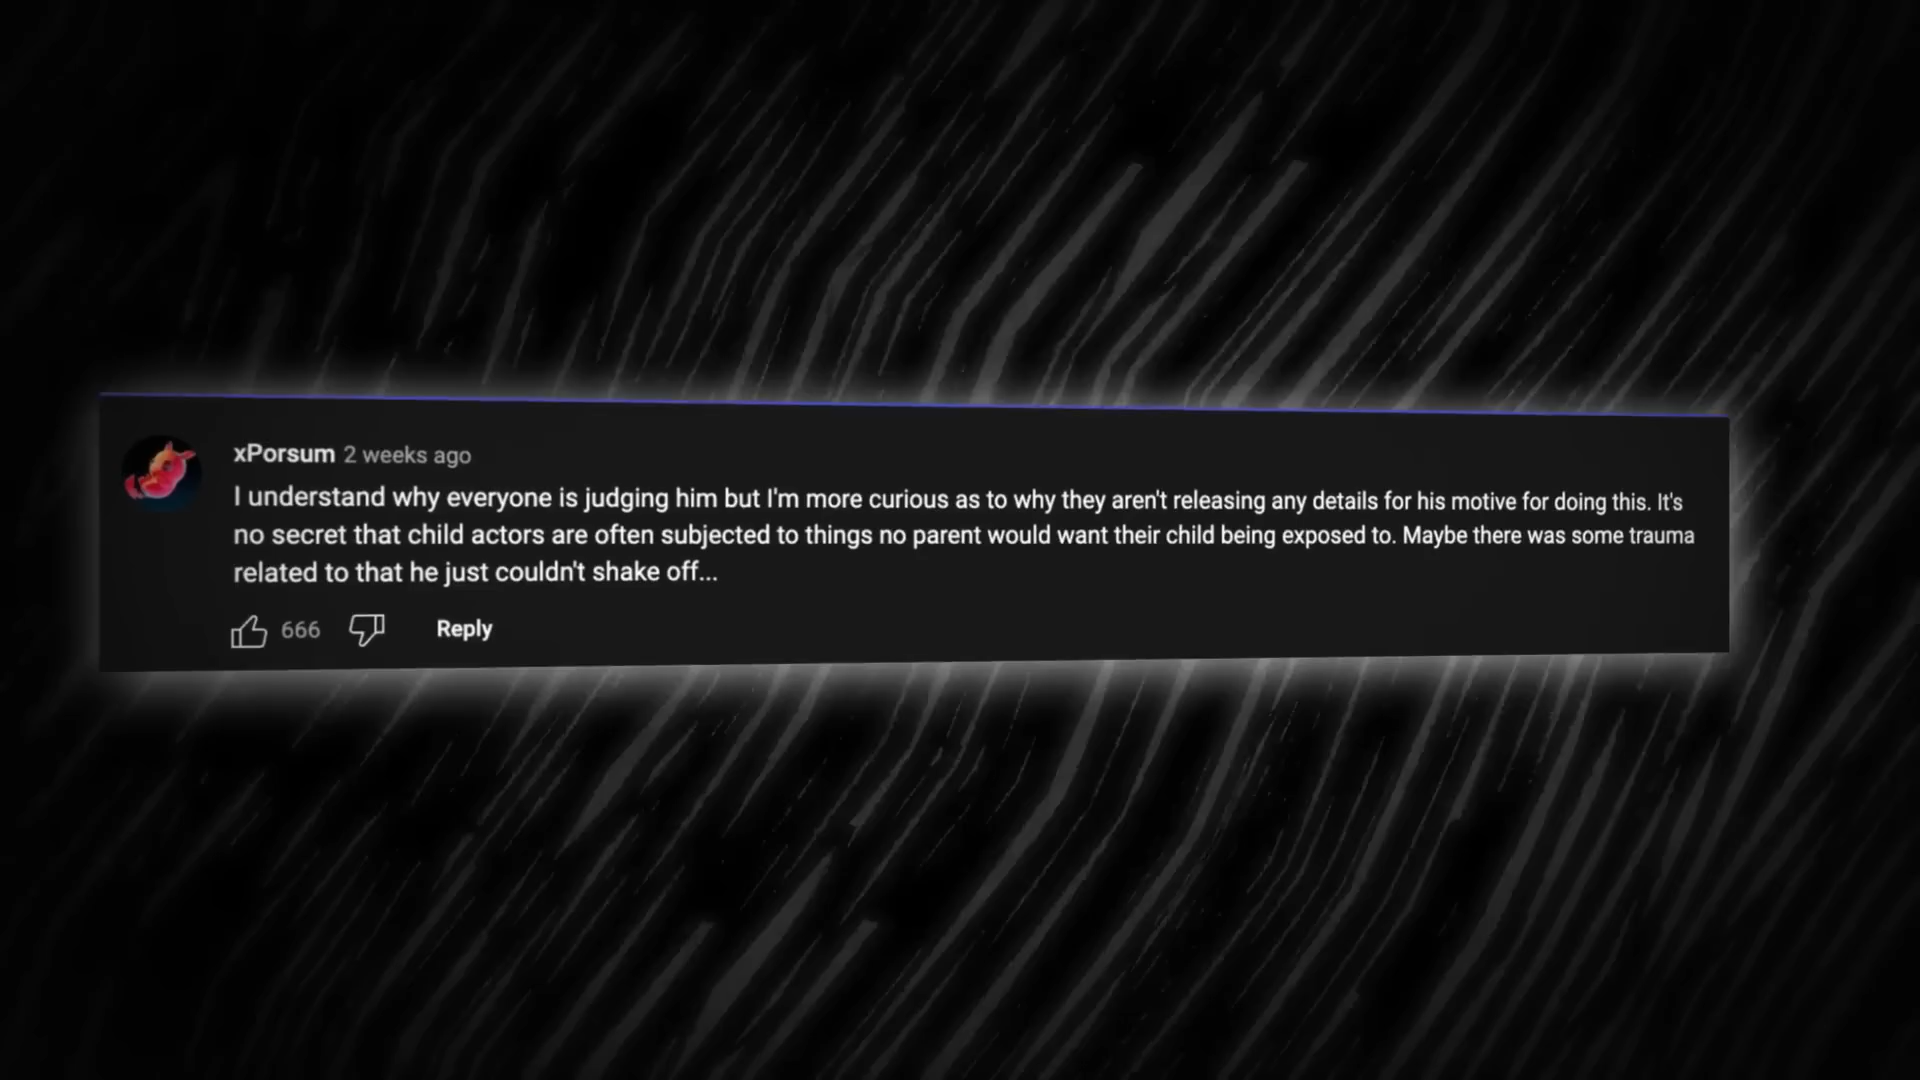 xPorsum 2 weeks ago
I understand why everyone is judging him but I'm more curious as to why they aren't releasing any details for his motive for doing this. It's
no secret that child actors are often subjected to things no parent would want their child being exposed to. Maybe there was some trauma
related to that he just couldn't shake off...
666 Reply